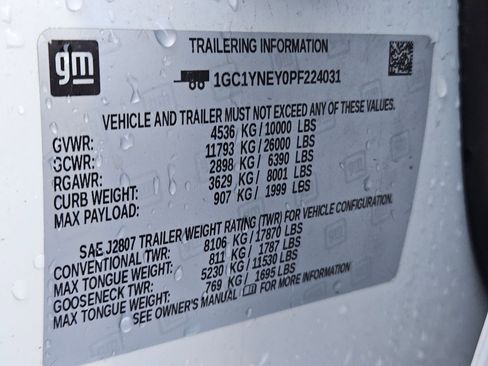 gm
TRAILERING INFORMATION
1GC1YNEY0PF224031
VEHICLE AND TRAILER MUST NOT EXCEED ANY OF THESE VALUES.
GVWR: 4536 KG/10000 LBS
GCWR: 11793 KG/26000 LBS
RGAWR: 2898 KG/ 6390 LBS
CURB WEIGHT: 3629 KG/ 8001 LBS
MAX PAYLOAD: 907 KG/ 1999 LBS
SAE J2807 TRAILER WEIGHT RATING (TWR) FOR VEHICLE CONFIGURATION.
CONVENTIONAL TWR: 8106 KG/17870 LBS
MAX TONGUE WEIGHT: 811 KG/ 1787 LBS
GOOSENECK TWR: 5230 KG/11530 LBS
MAX TONGUE WEIGHT: 769 KG/ 1695 LBS
SEE OWNER'S MANUAL FOR MORE INFORMATION